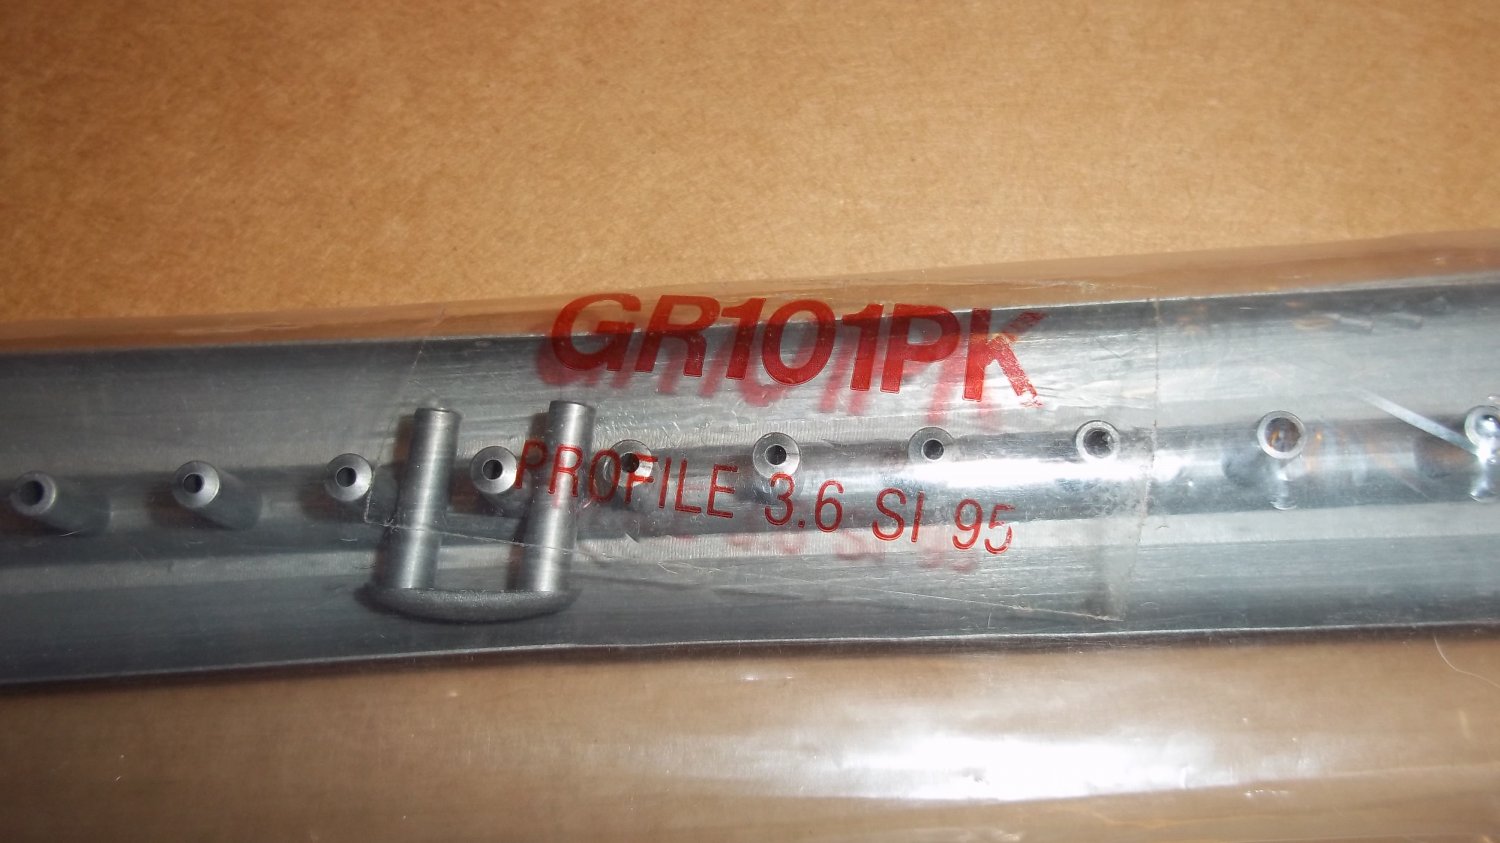 GR101PK
PROFILE 3.6 SI 95